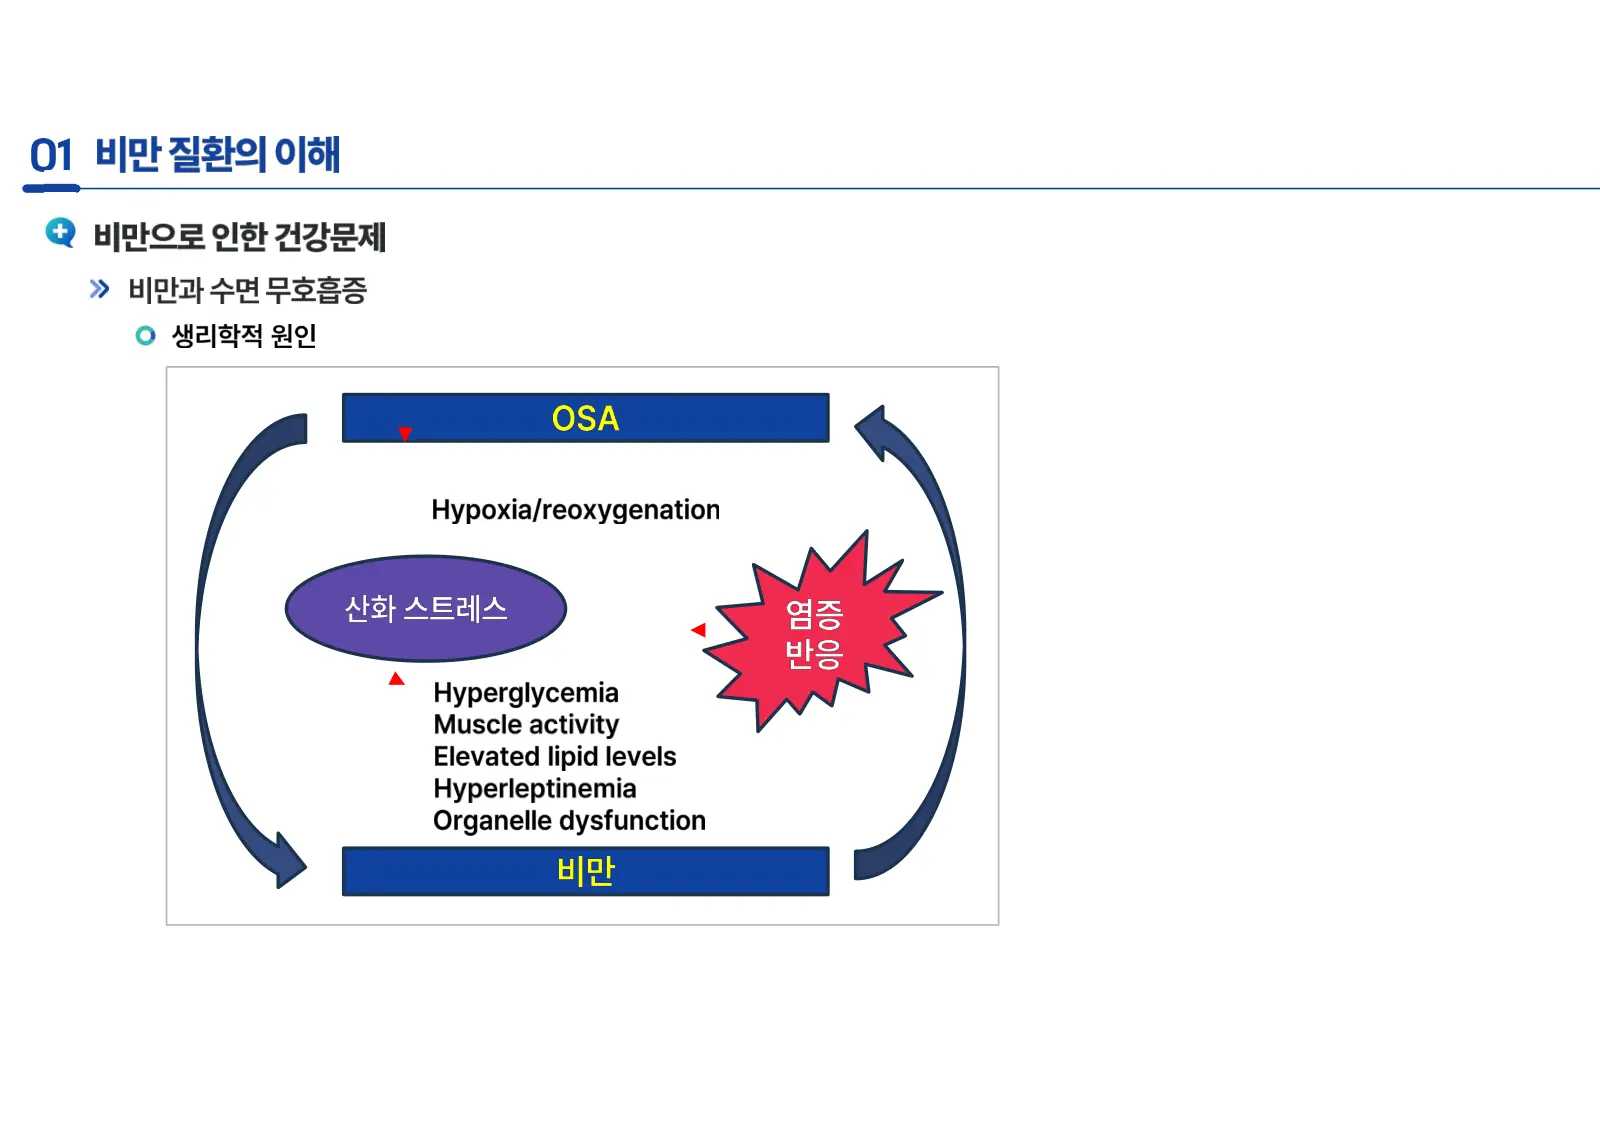 01 비만 질환의 이해
비만으로 인한 건강문제
비만과 수면 무호흡증
생리학적 원인
OSA
Hypoxia/reoxygenation
산화 스트레스
염증
반응
Hyperglycemia
Muscle activity
Elevated lipid levels
Hyperleptinemia
Organelle dysfunction
비만